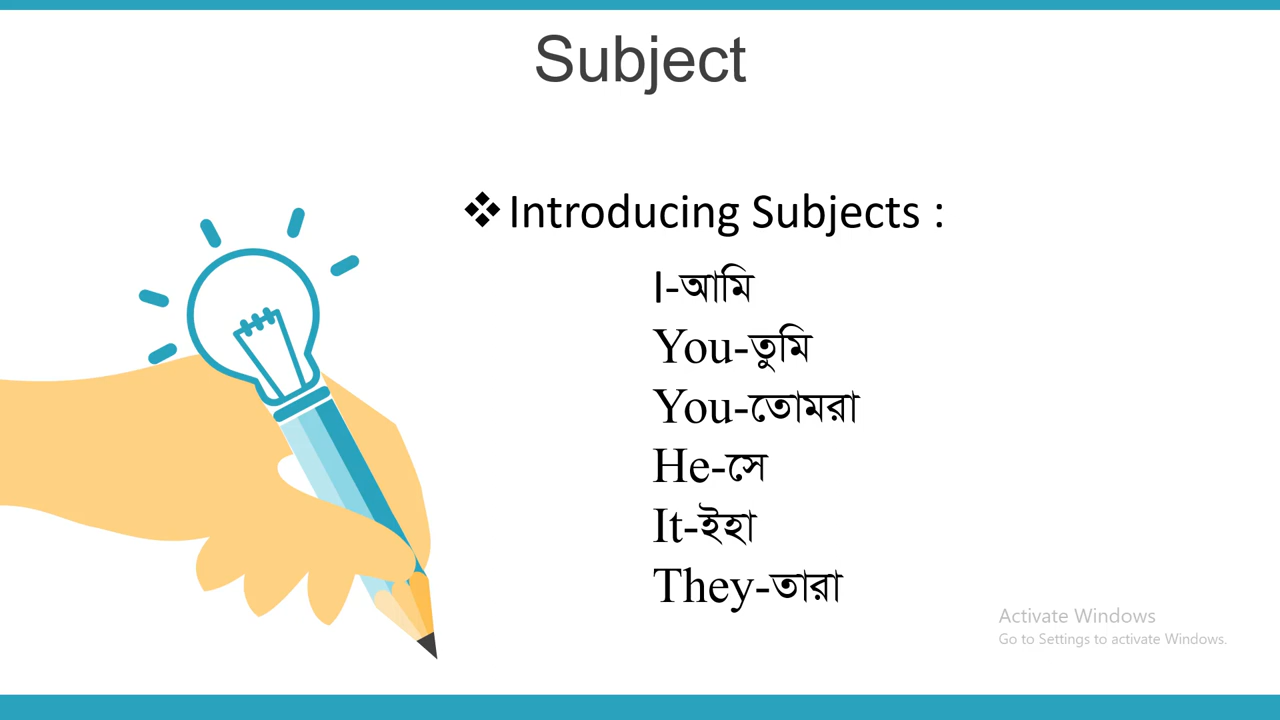 Subject
❖Introducing Subjects :
I-আমি
You-তুমি
You-তোমরা
He-সে
It-ইহা
They-তারা
Activate Windows
Go to Settings to activate Windows.